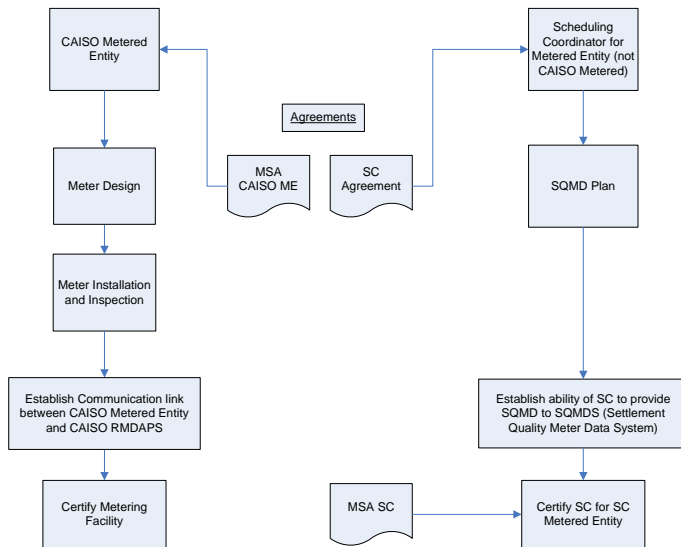 CAISO Metered
Entity
Scheduling
Coordinator for
Metered Entity (not
CAISO Metered)
Agreements
MSA
CAISO ME
SC
Agreement
Meter Design
SQMD Plan
Meter Installation
and Inspection
Establish Communication link
between CAISO Metered Entity
and CAISO RMDAPS
Establish ability of SC to provide
SQMD to SQMDS (Settlement
Quality Meter Data System)
Certify Metering
Facility
MSA SC
Certify SC for SC
Metered Entity